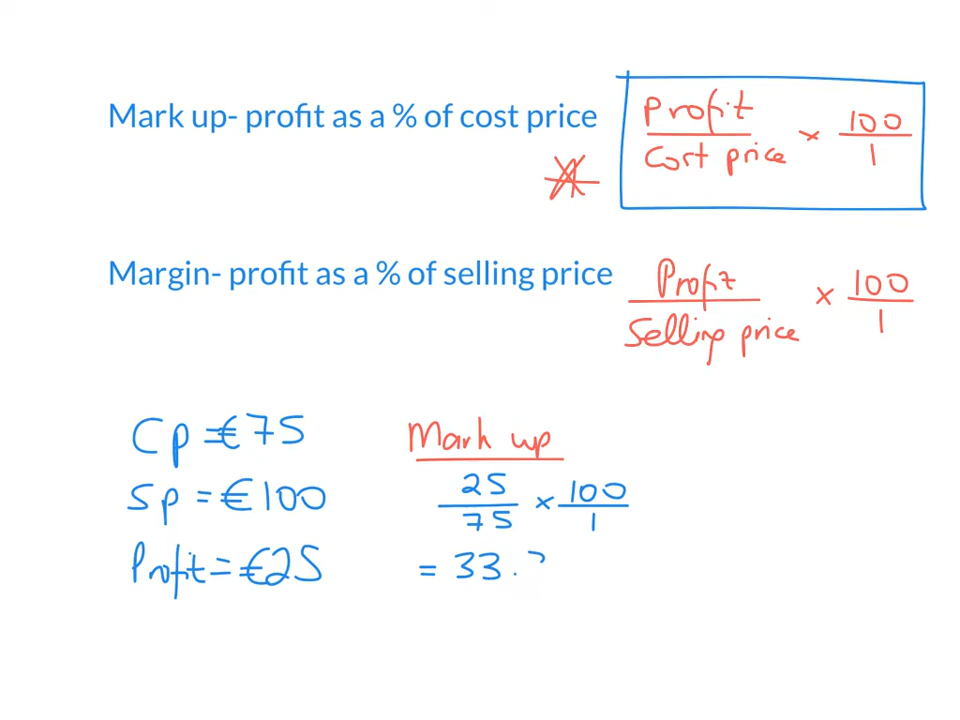 Mark up- profit as a % of cost price
Profit
Cost price
×
100
1
Margin- profit as a % of selling price
Profit
Selling price
×
100
1
Cp = €75
Sp = €100
Profit = €25
Mark up
25
75
×
100
1
= 33.